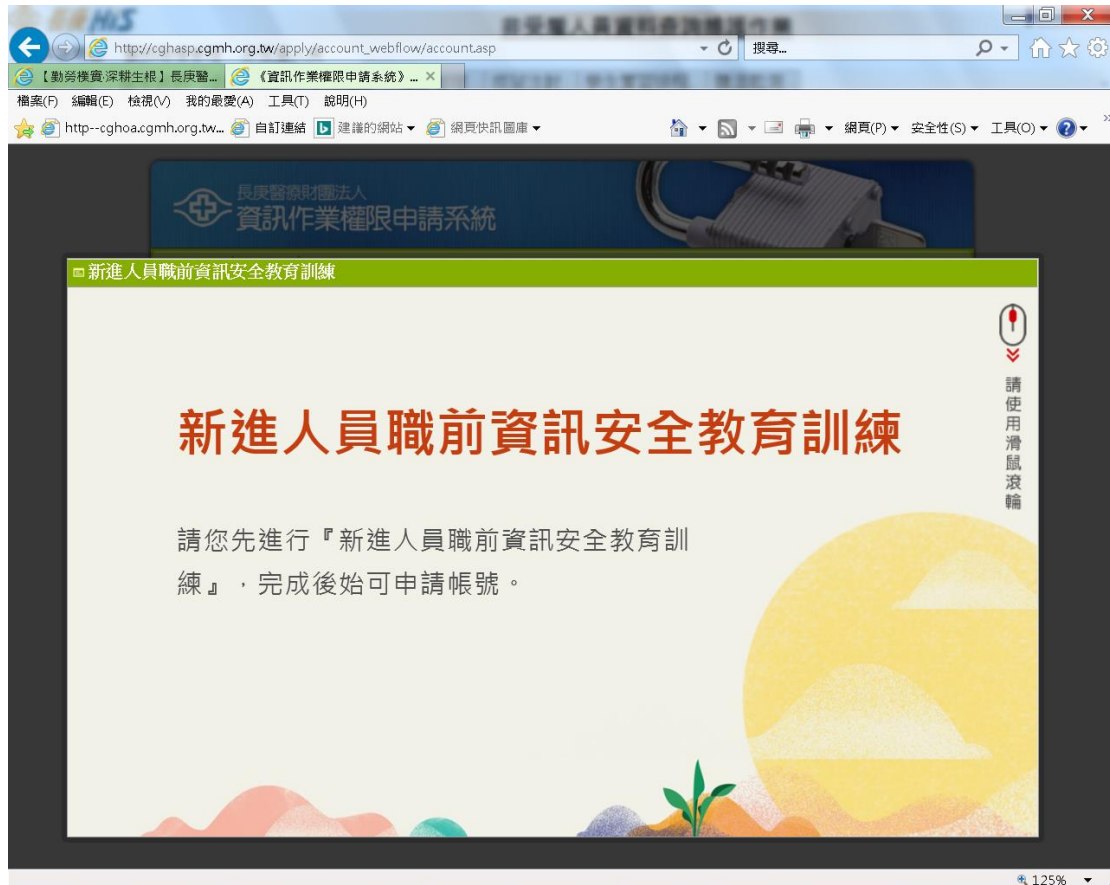 HIS
http://cghasp.cgmh.org.tw/apply/account_webflow/account.asp
搜尋...
【勤勞樸實·深耕生根】長庚醫...
《資訊作業權限申請系統》...
檔案(F) 編輯(E) 檢視(V) 我的最愛(A) 工具(T) 說明(H)
http--cghoa.cgmh.org.tw... 自訂連結 建議的網站 網頁快訊圖庫
網頁(P) 安全性(S) 工具(O)
長庚醫療財團法人
資訊作業權限申請系統
新進人員職前資訊安全教育訓練
請使用滑鼠滾輪
新進人員職前資訊安全教育訓練
請您先進行『新進人員職前資訊安全教育訓
練』,完成後始可申請帳號。
125%